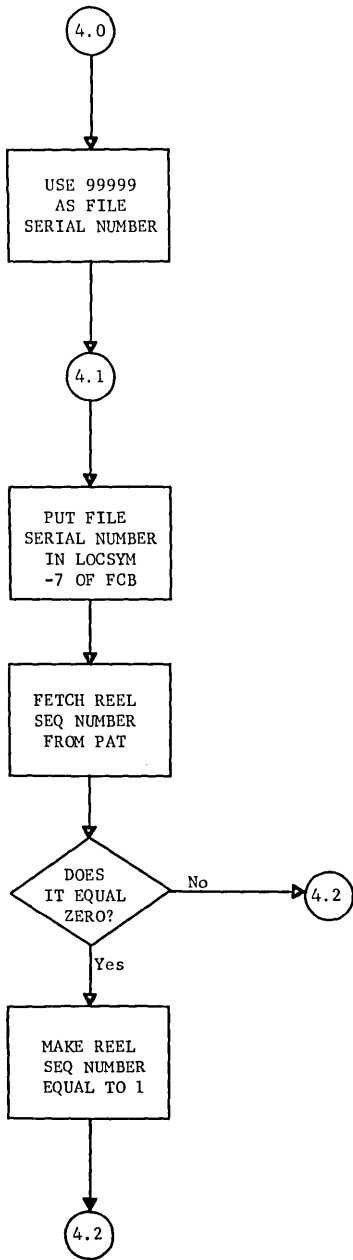 4.0
USE 99999
AS FILE
SERIAL NUMBER
4.1
PUT FILE
SERIAL NUMBER
IN LOCSYM
-7 OF FCB
FETCH REEL
SEQ NUMBER
FROM PAT
DOES
IT EQUAL
ZERO?
No
4.2
Yes
MAKE REEL
SEQ NUMBER
EQUAL TO 1
4.2